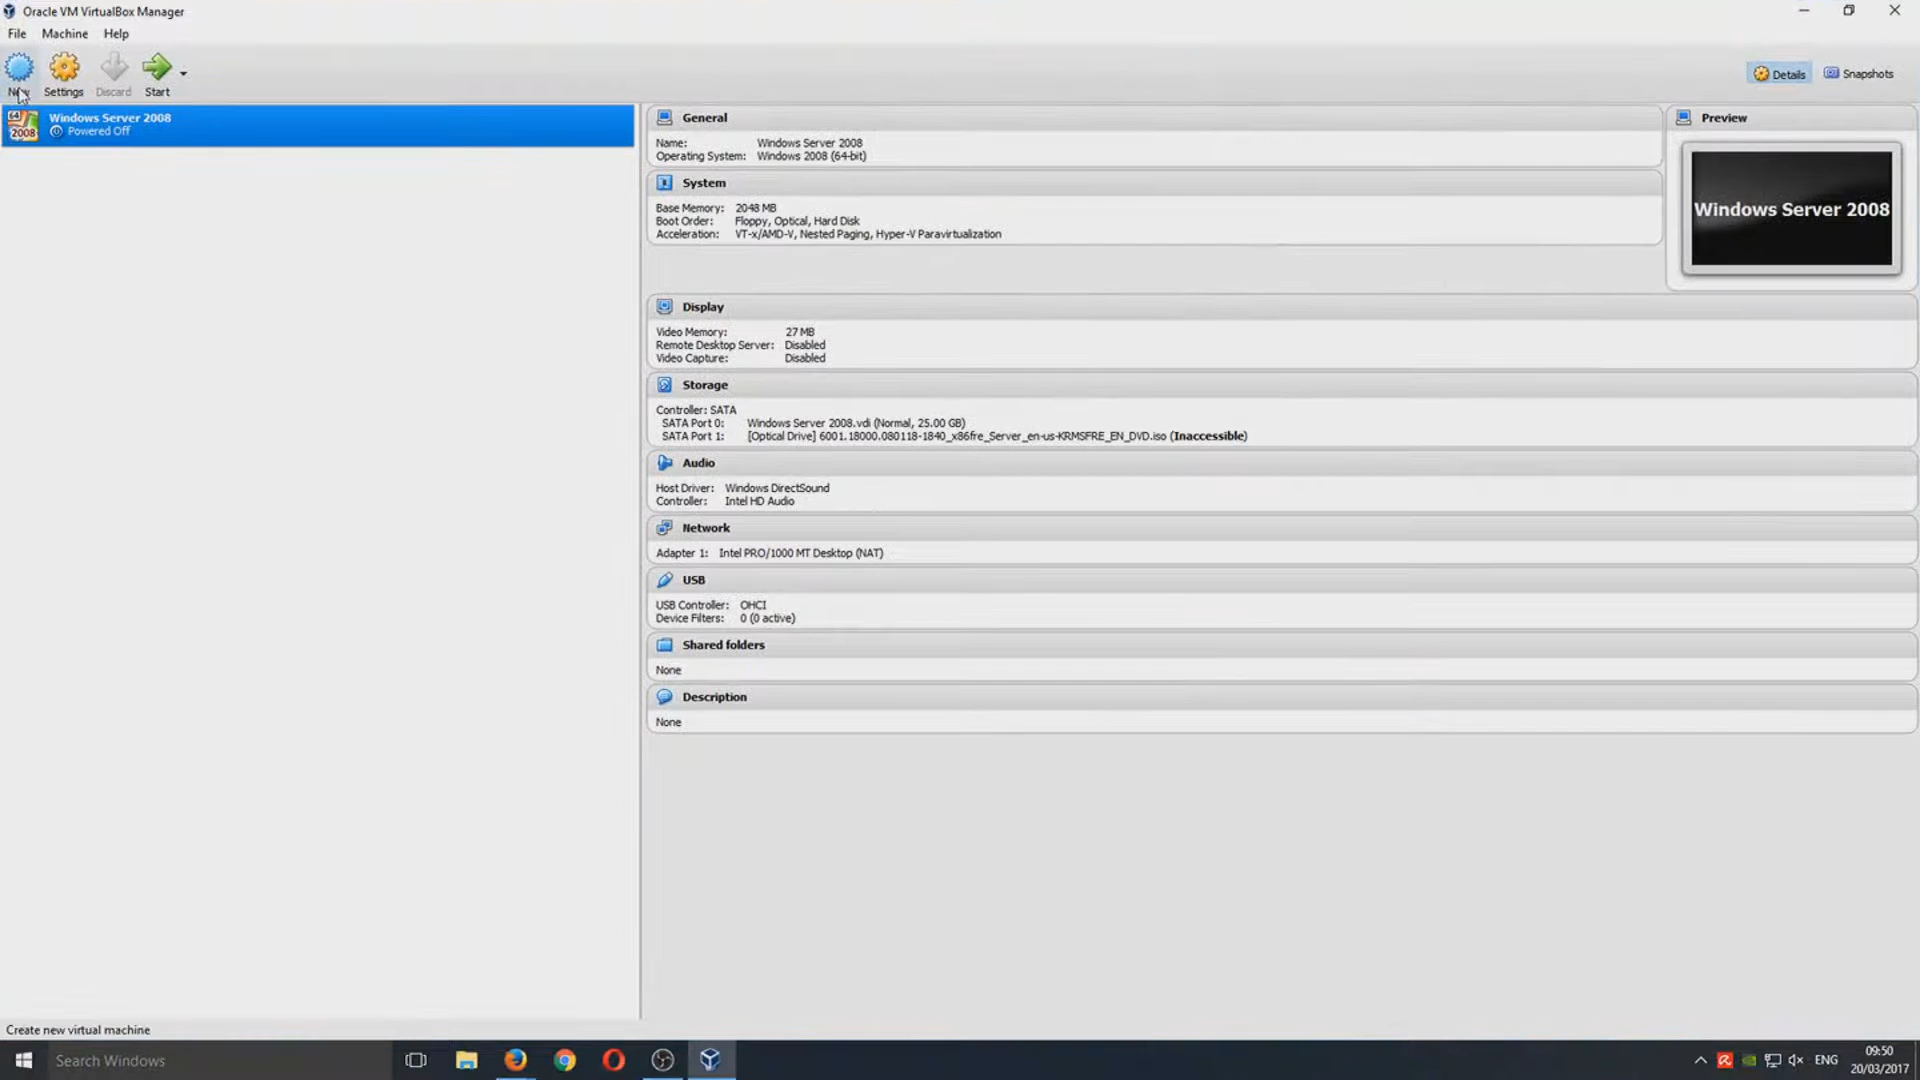 Oracle VM VirtualBox Manager
File Machine Help
New Settings Discard Start
Details Snapshots
64
2008
Windows Server 2008
Powered Off
General
Name: Windows Server 2008
Operating System: Windows 2008 (64-bit)
System
Base Memory: 2048 MB
Boot Order: Floppy, Optical, Hard Disk
Acceleration: VT-x/AMD-V, Nested Paging, Hyper-V Paravirtualization
Preview
Windows Server 2008
Display
Video Memory: 27 MB
Remote Desktop Server: Disabled
Video Capture: Disabled
Storage
Controller: SATA
SATA Port 0: Windows Server 2008.vdi (Normal, 25.00 GB)
SATA Port 1: [Optical Drive] 6001.18000.080118-1840_x86fre_Server_en-us-KRMSFRE_EN_DVD.iso (Inaccessible)
Audio
Host Driver: Windows DirectSound
Controller: Intel HD Audio
Network
Adapter 1: Intel PRO/1000 MT Desktop (NAT)
USB
USB Controller: OHCI
Device Filters: 0 (0 active)
Shared folders
None
Description
None
Create new virtual machine
Search Windows
ENG
09:50
20/03/2017